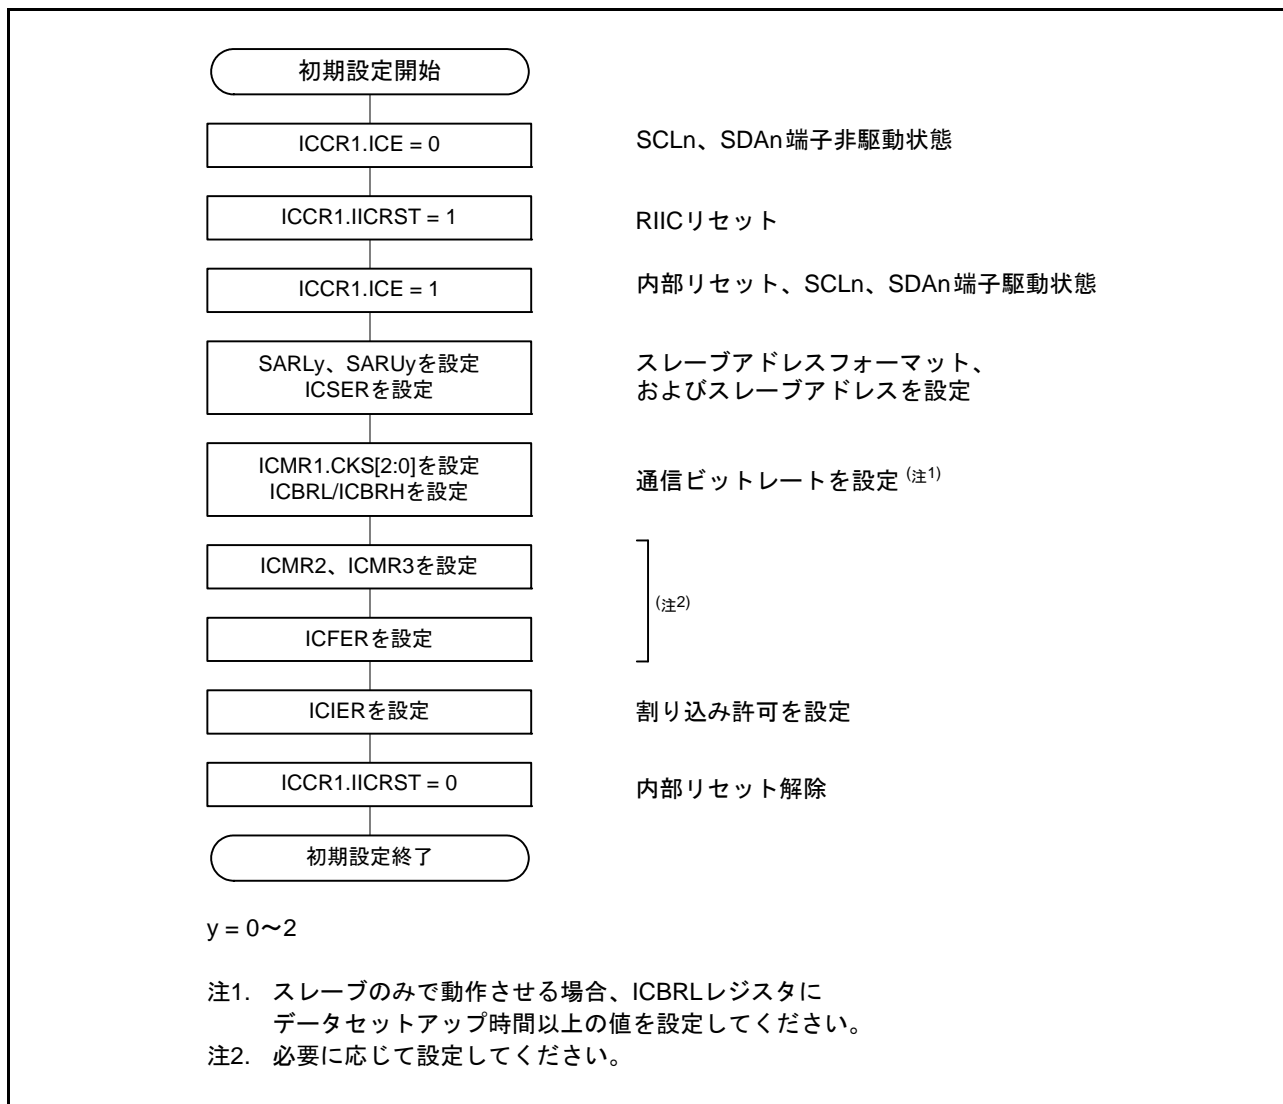 初期設定開始
ICCR1.ICE = 0
SCLn、SDAn端子非駆動状態
ICCR1.IICRST = 1
RIICリセット
ICCR1.ICE = 1
内部リセット、SCLn、SDAn端子駆動状態
SARLy、SARUyを設定
ICSERを設定
スレーブアドレスフォーマット、
およびスレーブアドレスを設定
ICMR1.CKS[2:0]を設定
ICBRL/ICBRHを設定
通信ビットレートを設定 (注1)
ICMR2、ICMR3を設定
(注2)
ICFERを設定
ICIERを設定
割り込み許可を設定
ICCR1.IICRST = 0
内部リセット解除
初期設定終了
y = 0～2
注1. スレーブのみで動作させる場合、ICBRLレジスタに
データセットアップ時間以上の値を設定してください。
注2. 必要に応じて設定してください。